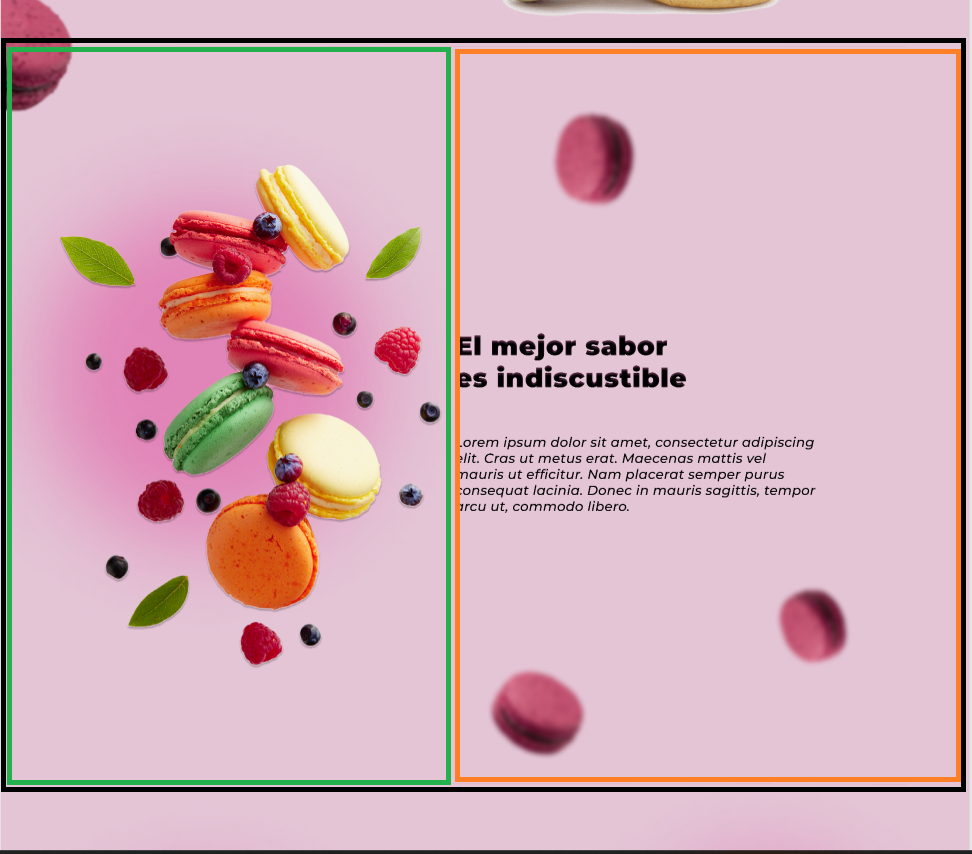 El mejor sabor
es indiscustible
Lorem ipsum dolor sit amet, consectetur adipiscing
elit. Cras ut metus erat. Maecenas mattis vel
mauris ut efficitur. Nam placerat semper purus
consequat lacinia. Donec in mauris sagittis, tempor
arcu ut, commodo libero.